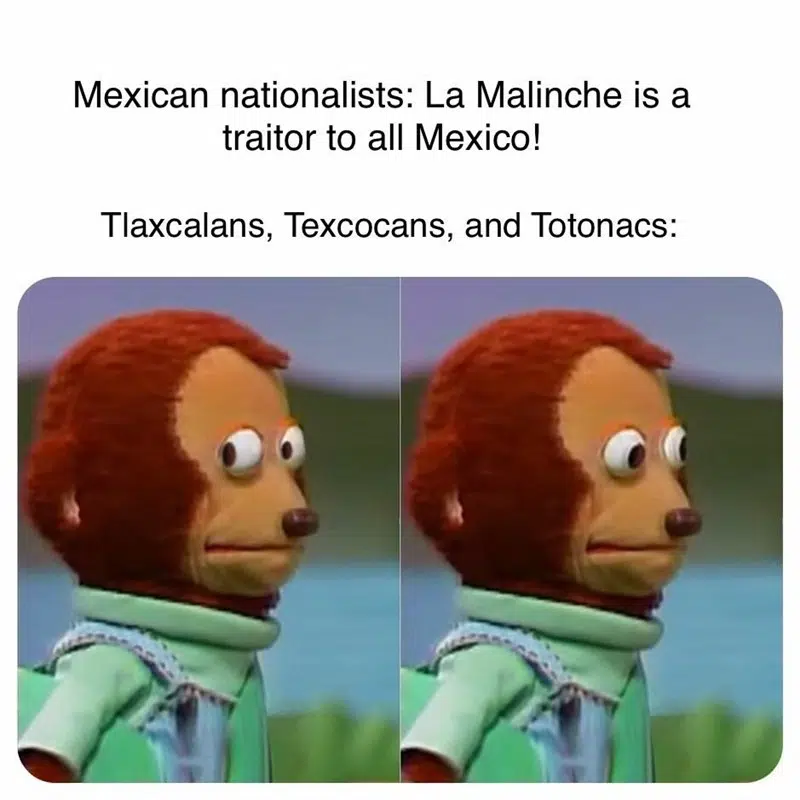 Mexican nationalists: La Malinche is a
traitor to all Mexico!
Tlaxcalans, Texcocans, and Totonacs: